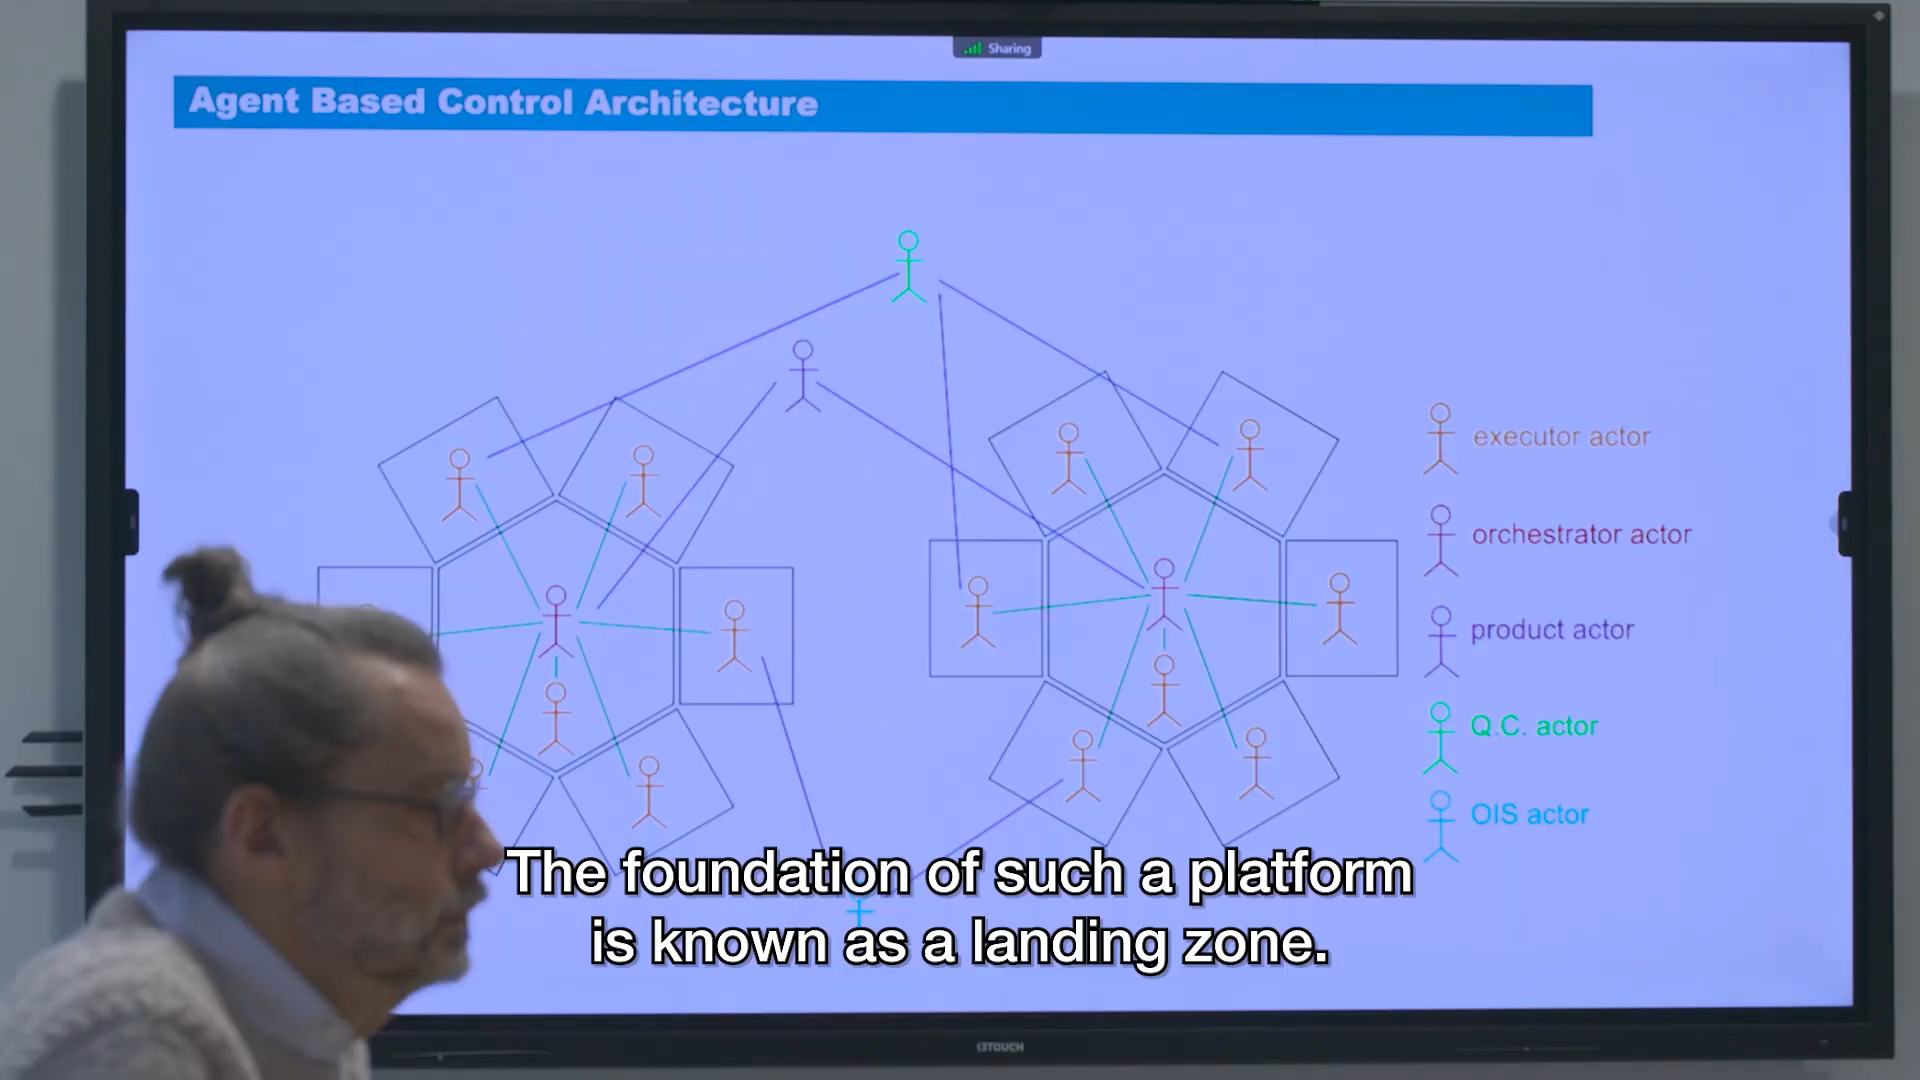 Sharing
Agent Based Control Architecture
executor actor
orchestrator actor
product actor
Q.C. actor
OIS actor
The foundation of such a platform
is known as a landing zone.
i3TOUCH